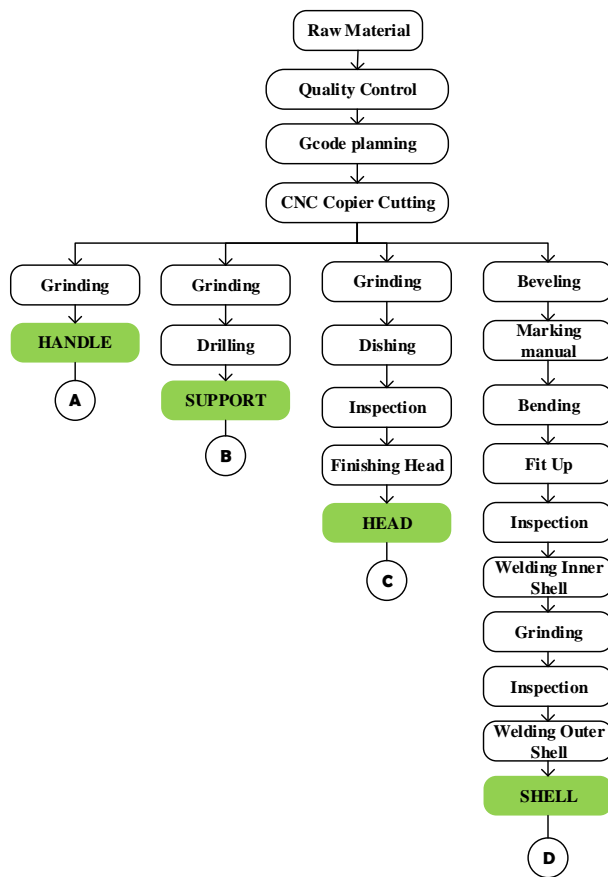 Raw Material
Quality Control
Gcode planning
CNC Copier Cutting
Grinding
HANDLE
A
Grinding
Drilling
SUPPORT
B
Grinding
Dishing
Inspection
Finishing Head
HEAD
C
Beveling
Marking
manual
Bending
Fit Up
Inspection
Welding Inner
Shell
Grinding
Inspection
Welding Outer
Shell
SHELL
D